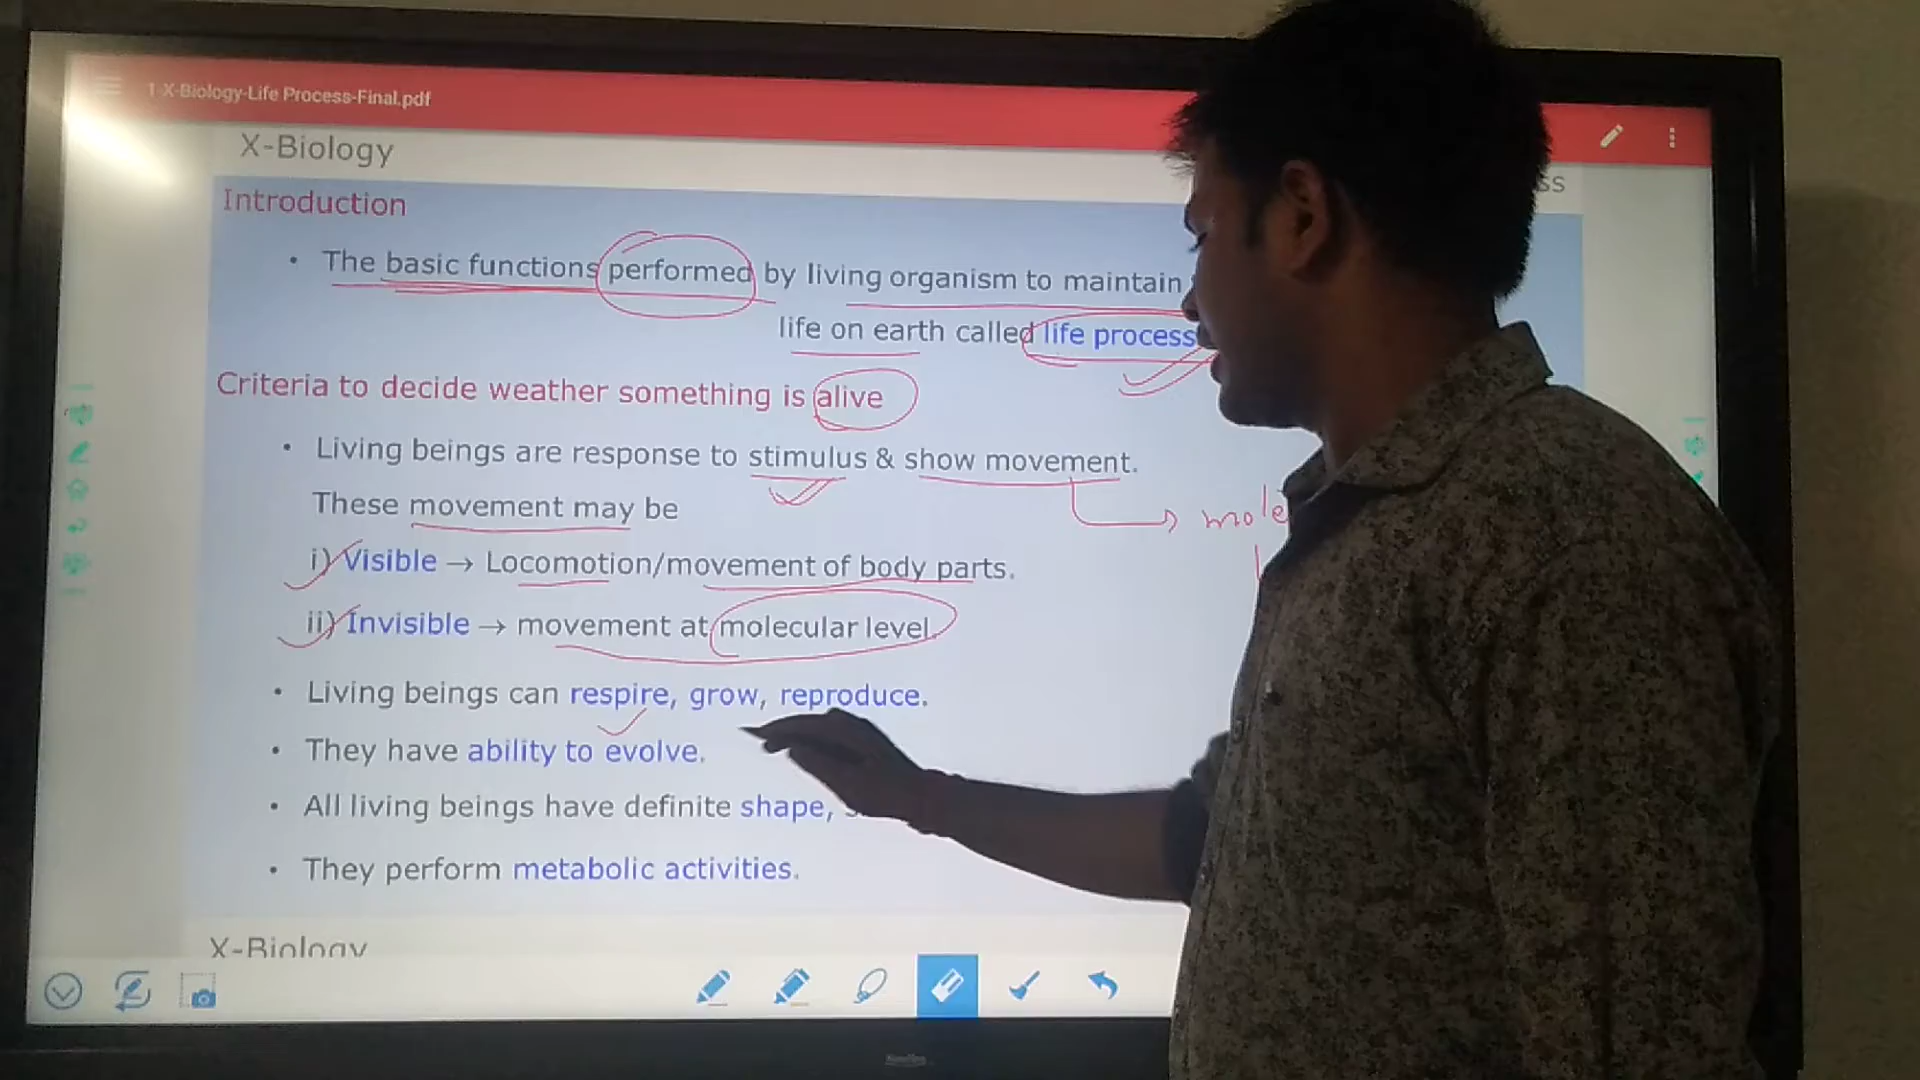 1-X-Biology-Life Process-Final.pdf
X-Biology
ss
Introduction
• The basic functions performed by living organism to maintain
life on earth called life process
Criteria to decide weather something is alive
• Living beings are response to stimulus & show movement.
These movement may be
→ mole
i) Visible → Locomotion/movement of body parts.
ii) Invisible → movement at molecular level.
• Living beings can respire, grow, reproduce.
• They have ability to evolve.
• All living beings have definite shape,
• They perform metabolic activities.
X-Biology